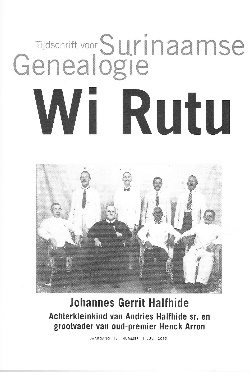 Tijdschrift voor Surinaamse
Genealogie
Wi Rutu
Johannes Gerrit Halfhide
Achterkleinkind van Andries Halfhide sr. en
grootvader van oud-premier Henck Arron